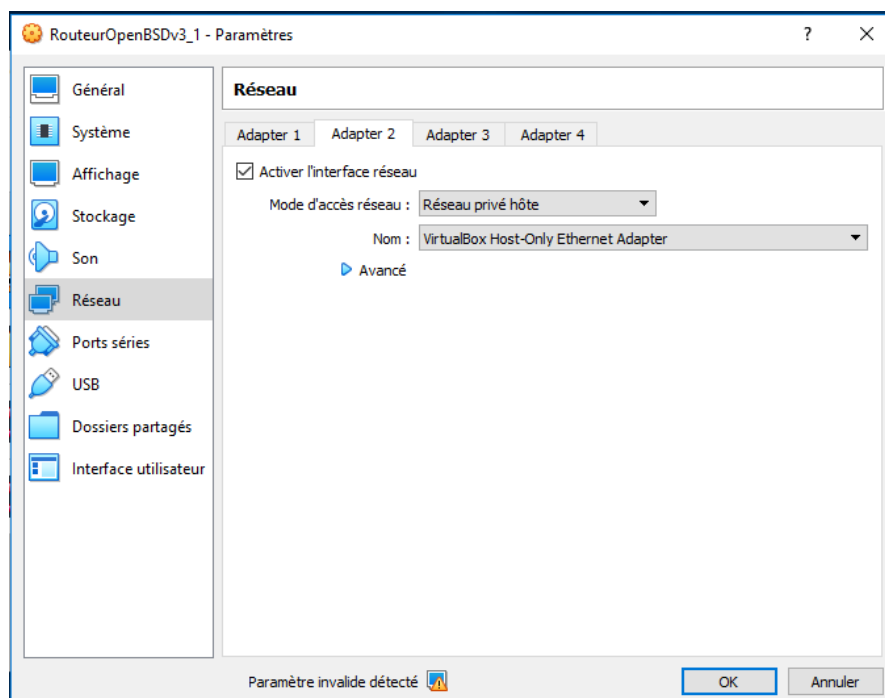 RouteurOpenBSDv3_1 - Paramètres
?
Général
Système
Affichage
Stockage
Son
Réseau
Ports séries
USB
Dossiers partagés
Interface utilisateur
Réseau
Adapter 1 Adapter 2 Adapter 3 Adapter 4
Activer l'interface réseau
Mode d'accès réseau : Réseau privé hôte
Nom : VirtualBox Host-Only Ethernet Adapter
Avancé
Paramètre invalide détecté
OK Annuler